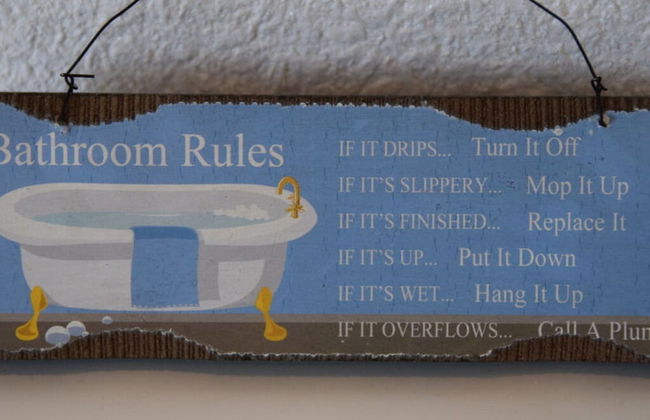 Bathroom Rules
IF IT DRIPS... Turn It Off
IF IT'S SLIPPERY... Mop It Up
IF IT'S FINISHED... Replace It
IF IT'S UP... Put It Down
IF IT'S WET... Hang It Up
IF IT OVERFLOWS... Call A Plum